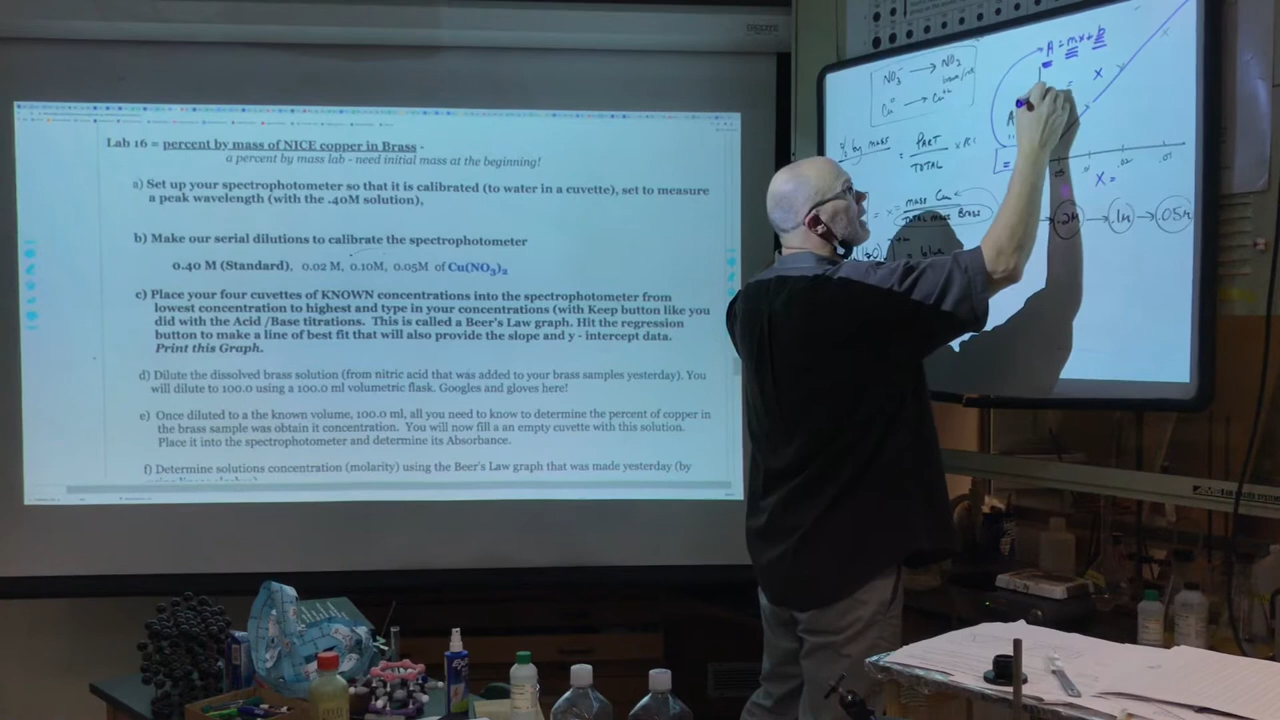 Lab 16 = percent by mass of NICE copper in Brass -
a percent by mass lab - need initial mass at the beginning!
a) Set up your spectrophotometer so that it is calibrated (to water in a cuvette), set to measure
a peak wavelength (with the .40M solution),
b) Make our serial dilutions to calibrate the spectrophotometer
0.40 M (Standard), 0.02 M, 0.10M, 0.05M of Cu(NO₃)₂
c) Place your four cuvettes of KNOWN concentrations into the spectrophotometer from
lowest concentration to highest and type in your concentrations (with Keep button like you
did with the Acid /Base titrations. This is called a Beer's Law graph. Hit the regression
button to make a line of best fit that will also provide the slope and y - intercept data.
Print this Graph.
d) Dilute the dissolved brass solution (from nitric acid that was added to your brass samples yesterday). You
will dilute to 100.0 using a 100.0 ml volumetric flask. Googles and gloves here!
e) Once diluted to a the known volume, 100.0 ml, all you need to know to determine the percent of copper in
the brass sample was obtain it concentration. You will now fill a an empty cuvette with this solution.
Place it into the spectrophotometer and determine its Absorbance.
f) Determine solutions concentration (molarity) using the Beer's Law graph that was made yesterday (by
NO₃⁻ → NO₂
Cu⁰ → Cu⁺²
A = mx + b
% by mass = PART
TOTAL
= x = MASS Cu
TOTAL MASS BRASS
= blue
X =
.2M → .1M → .05M